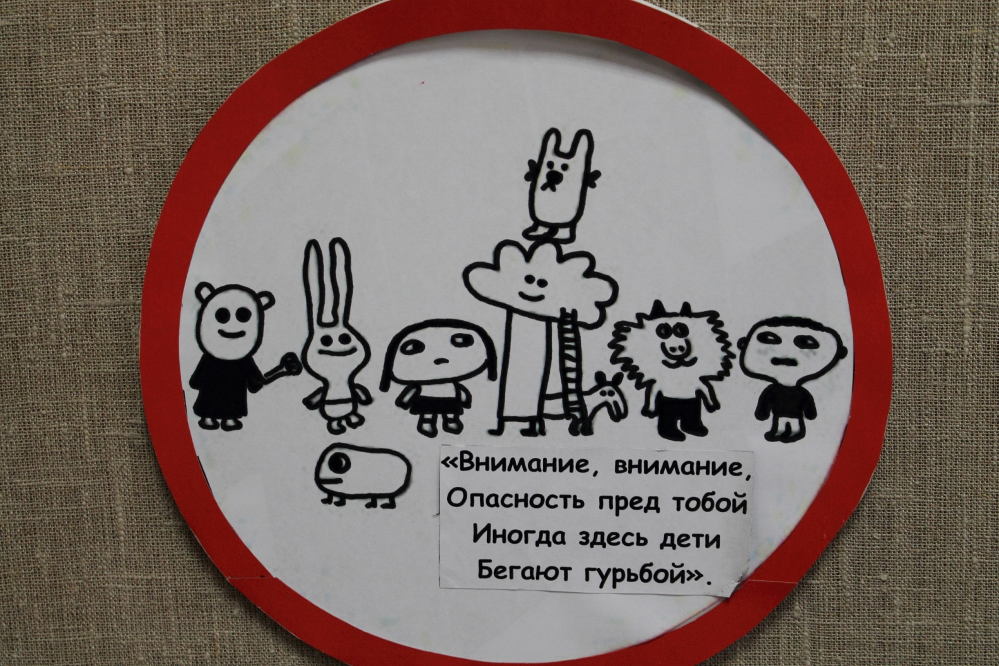 «Внимание, внимание,
Опасность пред тобой
Иногда здесь дети
Бегают гурьбой».